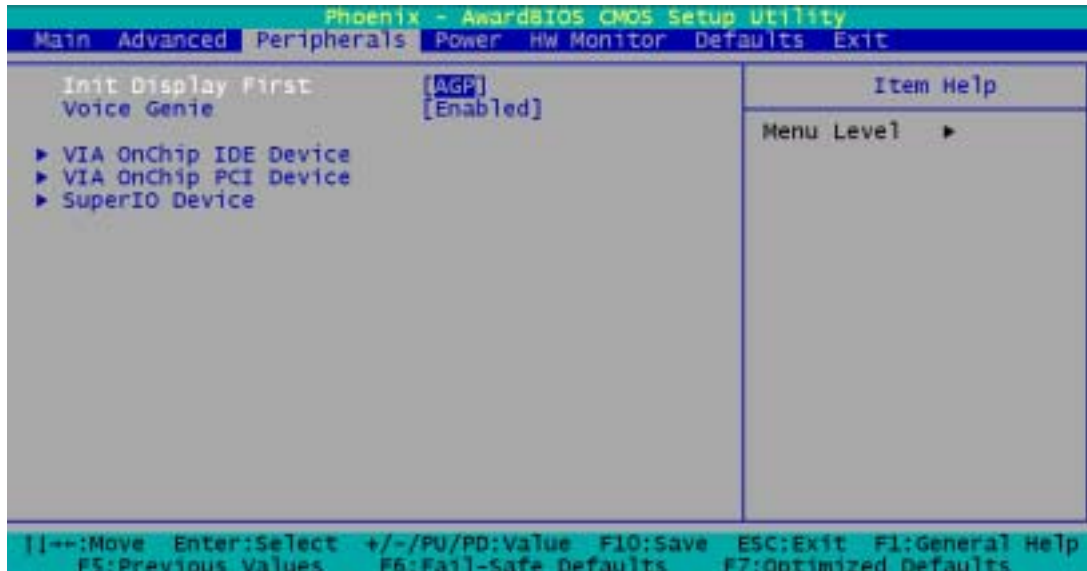 Phoenix - AwardBIOS CMOS Setup Utility
Main Advanced Peripherals Power HW Monitor Defaults Exit
Init Display First [AGP]
Voice Genie [Enabled]
▶ VIA OnChip IDE Device
▶ VIA OnChip PCI Device
▶ SuperIO Device
Item Help
Menu Level ▶
↑↓→←:Move Enter:Select +/-/PU/PD:Value F10:Save ESC:Exit F1:General Help
F5:Previous Values F6:Fail-Safe Defaults F7:Optimized Defaults